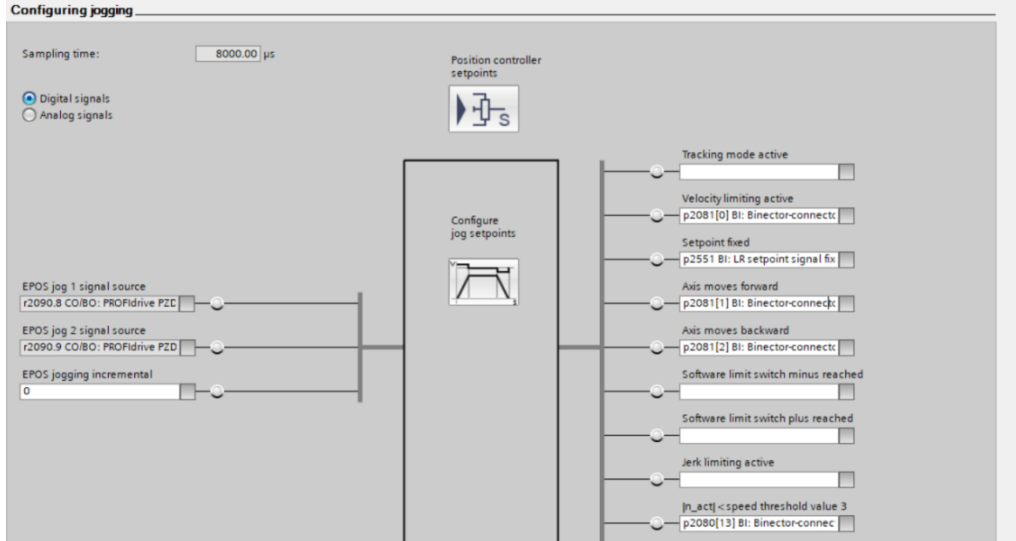 Configuring jogging
Sampling time: 8000.00 µs
Digital signals
Analog signals
Position controller
setpoints
Configure
jog setpoints
EPOS jog 1 signal source
r2090.8 CO/BO: PROFIdrive PZD
EPOS jog 2 signal source
r2090.9 CO/BO: PROFIdrive PZD
EPOS jogging incremental
0
Tracking mode active
Velocity limiting active
p2081[0] BI: Binector-connectc
Setpoint fixed
p2551 BI: LR setpoint signal fix
Axis moves forward
p2081[1] BI: Binector-connectc
Axis moves backward
p2081[2] BI: Binector-connectc
Software limit switch minus reached
Software limit switch plus reached
Jerk limiting active
|n_act| < speed threshold value 3
p2080[13] BI: Binector-connec